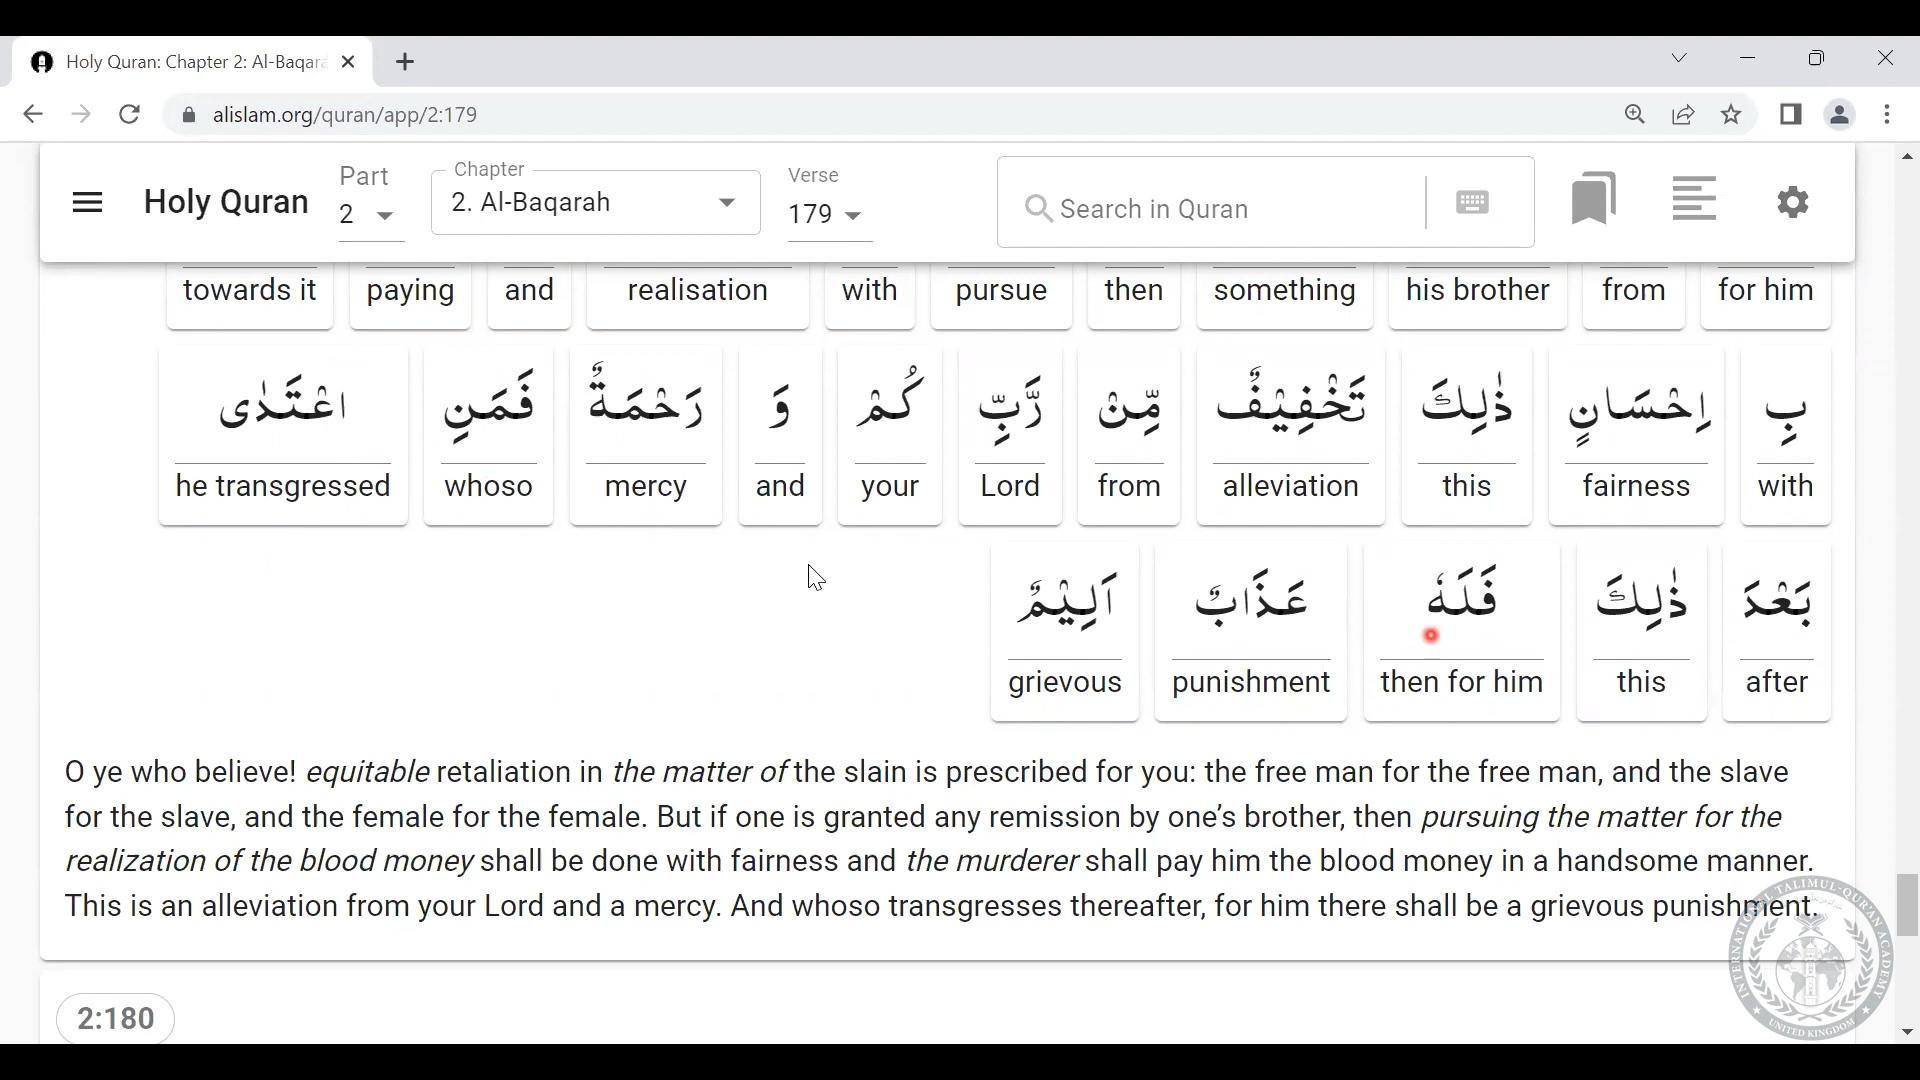 Holy Quran: Chapter 2: Al-Baqara
alislam.org/quran/app/2:179
Holy Quran
Part
2
Chapter
2. Al-Baqarah
Verse
179
Search in Quran
for him from his brother something then pursue with realisation and paying towards it
بِ اِحْسَانٍ ذٰلِكَ تَخْفِيْفٌ مِّنْ رَّبِّ كُمْ وَ رَحْمَةٌ فَمَنِ اعْتَدٰى
with fairness this alleviation from Lord your and mercy whoso he transgressed
بَعْدَ ذٰلِكَ فَلَهٗ عَذَابٌ اَلِيْمٌ
after this then for him punishment grievous
O ye who believe! equitable retaliation in the matter of the slain is prescribed for you: the free man for the free man, and the slave
for the slave, and the female for the female. But if one is granted any remission by one’s brother, then pursuing the matter for the
realization of the blood money shall be done with fairness and the murderer shall pay him the blood money in a handsome manner.
This is an alleviation from your Lord and a mercy. And whoso transgresses thereafter, for him there shall be a grievous punishment.
2:180
INTERNATIONAL TALIMUL-QUR'AN ACADEMY
UNITED KINGDOM